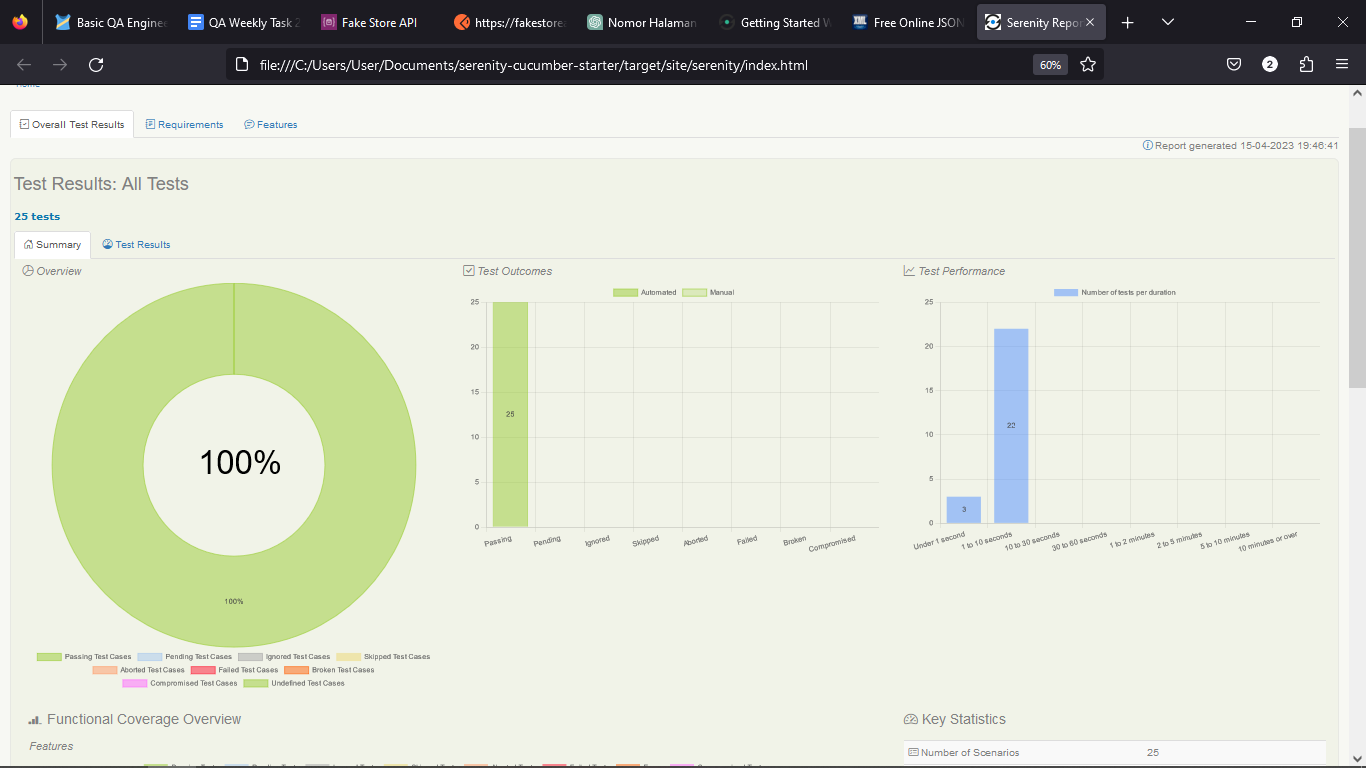 Basic QA Enginee
QA Weekly Task 2
Fake Store API
https://fakestorea
Nomor Halaman
Getting Started W
Free Online JSON
Serenity Repor
file:///C:/Users/User/Documents/serenity-cucumber-starter/target/site/serenity/index.html
60%
2
Home
Overall Test Results
Requirements
Features
Report generated 15-04-2023 19:46:41
Test Results: All Tests
25 tests
Summary
Test Results
Overview
100%
100%
Passing Test Cases
Pending Test Cases
Ignored Test Cases
Skipped Test Cases
Aborted Test Cases
Failed Test Cases
Broken Test Cases
Compromised Test Cases
Undefined Test Cases
Test Outcomes
Automated
Manual
25
20
15
10
5
0
25
Passing
Pending
Ignored
Skipped
Aborted
Failed
Broken
Compromised
Test Performance
Number of tests per duration
25
20
15
10
5
0
3
22
Under 1 second
1 to 10 seconds
10 to 30 seconds
30 to 60 seconds
1 to 2 minutes
2 to 5 minutes
5 to 10 minutes
10 minutes or over
Functional Coverage Overview
Features
Key Statistics
Number of Scenarios
25